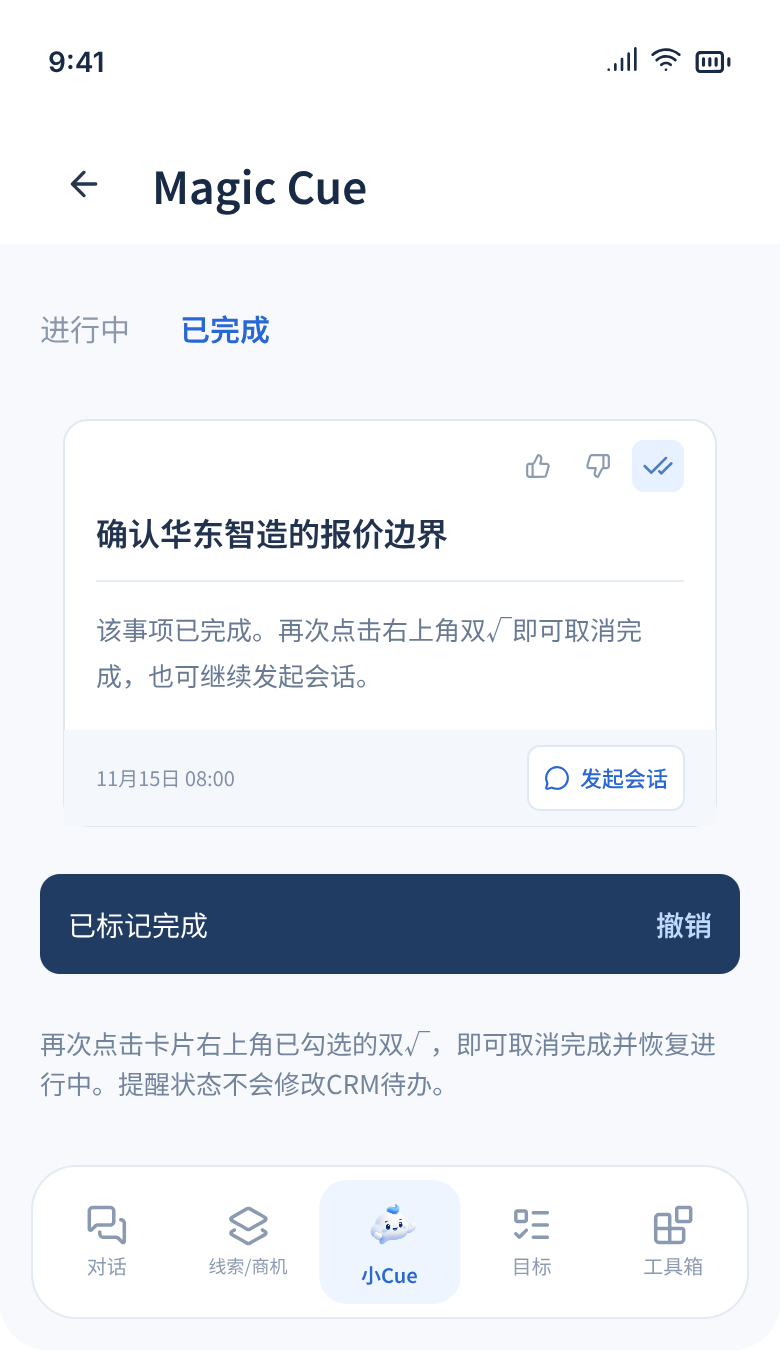 9:41
Magic Cue
进行中 已完成
确认华东智造的报价边界
该事项已完成。再次点击右上角双√即可取消完
成，也可继续发起会话。
11月15日 08:00 发起会话
已标记完成 撤销
再次点击卡片右上角已勾选的双√，即可取消完成并恢复进
行中。提醒状态不会修改CRM待办。
对话 线索/商机 小Cue 目标 工具箱